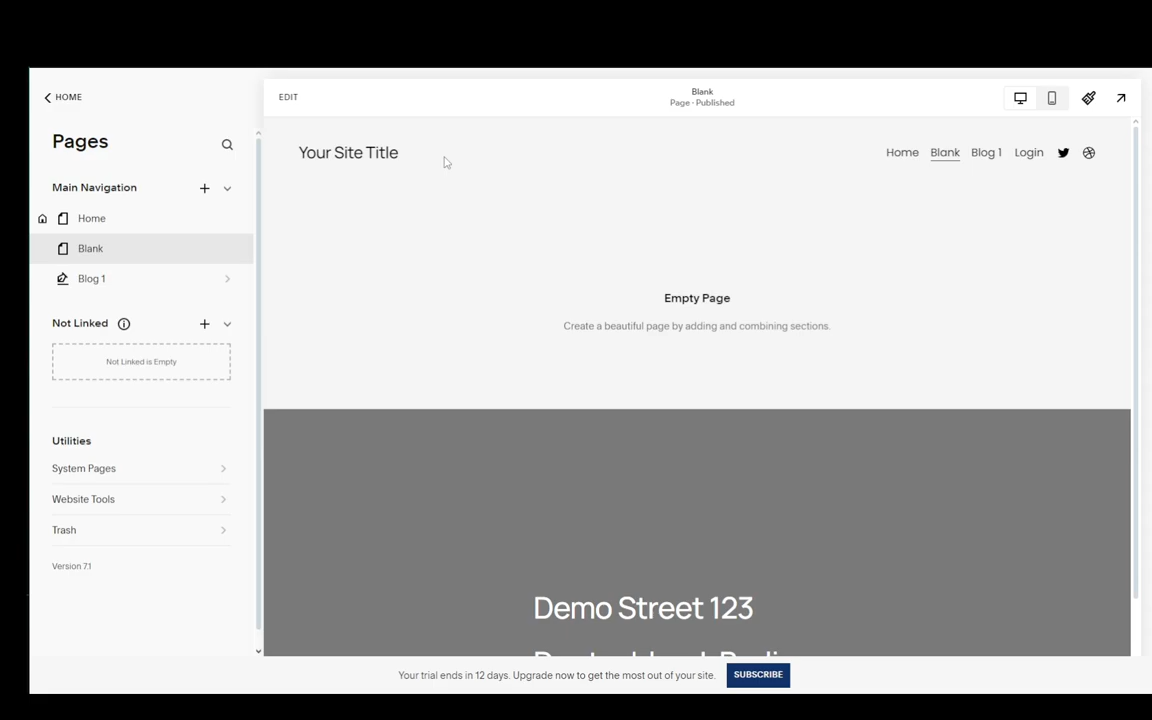 HOME
Pages
Main Navigation
Home
Blank
Blog 1
Not Linked
Not Linked is Empty
Utilities
System Pages
Website Tools
Trash
Version 7.1
EDIT
Blank
Page · Published
Your Site Title
Home Blank Blog 1 Login
Empty Page
Create a beautiful page by adding and combining sections.
Demo Street 123
Your trial ends in 12 days. Upgrade now to get the most out of your site. SUBSCRIBE